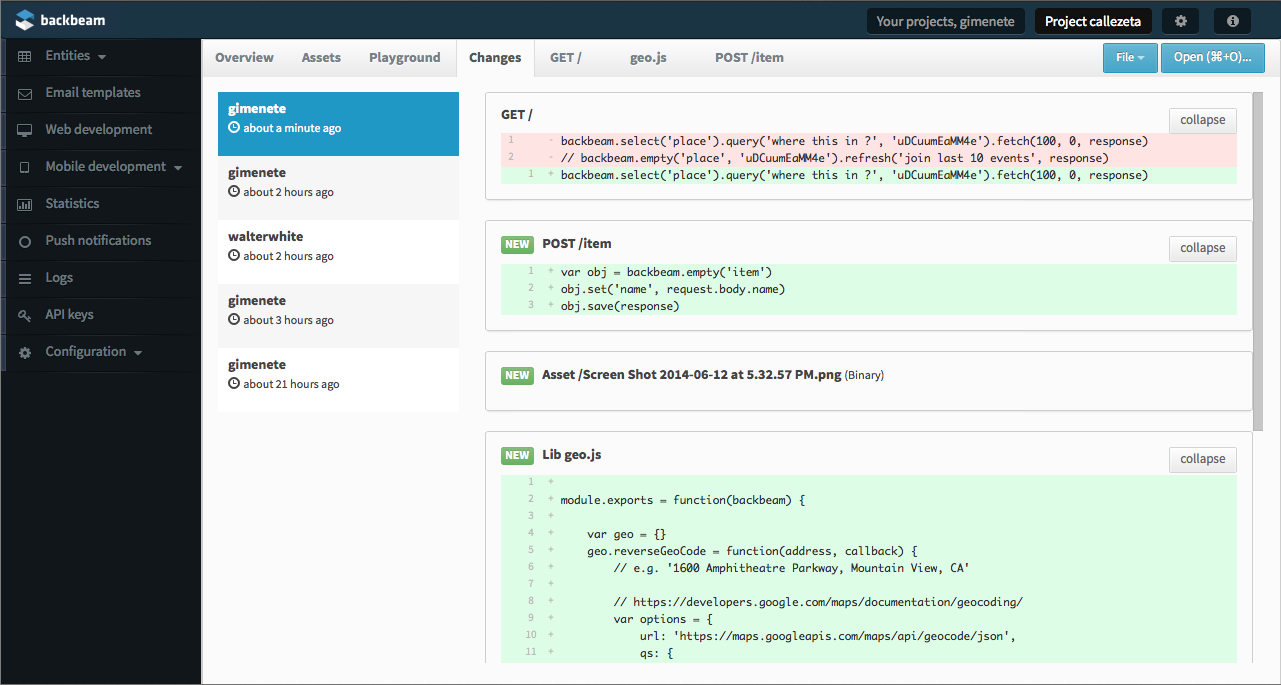 backbeam
Your projects, gimenete
Project callezeta
Entities
Email templates
Web development
Mobile development
Statistics
Push notifications
Logs
API keys
Configuration
Overview Assets Playground Changes GET / geo.js POST /item
File
Open (⌘+O)...
gimenete
about a minute ago
gimenete
about 2 hours ago
walterwhite
about 2 hours ago
gimenete
about 3 hours ago
gimenete
about 21 hours ago
GET /
collapse
1 - backbeam.select('place').query('where this in ?', 'uDCuumEaMM4e').fetch(100, 0, response)
2 - // backbeam.empty('place', 'uDCuumEaMM4e').refresh('join last 10 events', response)
1 + backbeam.select('place').query('where this in ?', 'uDCuumEaMM4e').fetch(100, 0, response)
NEW POST /item
collapse
1 + var obj = backbeam.empty('item')
2 + obj.set('name', request.body.name)
3 + obj.save(response)
NEW Asset /Screen Shot 2014-06-12 at 5.32.57 PM.png (Binary)
NEW Lib geo.js
collapse
1 +
2 + module.exports = function(backbeam) {
3 +
4 + var geo = {}
5 + geo.reverseGeoCode = function(address, callback) {
6 + // e.g. '1600 Amphitheatre Parkway, Mountain View, CA'
7 +
8 + // https://developers.google.com/maps/documentation/geocoding/
9 + var options = {
10 + url: 'https://maps.googleapis.com/maps/api/geocode/json',
11 + qs: {